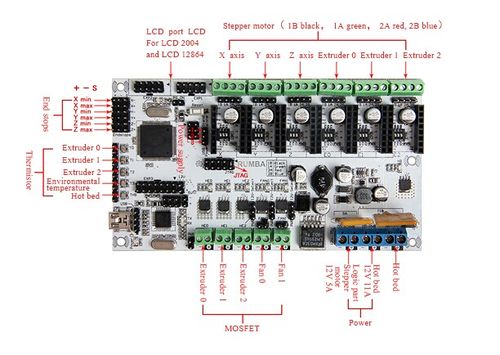 LCD port LCD
For LCD 2004
and LCD 12864
Stepper motor ( 1B black, 1A green, 2A red, 2B blue)
X axis Y axis Z axis Extruder 0 Extruder 1 Extruder 2
+ - S
X min
X max
Y min
Y max
Z min
Z max
End stops
Power supply
Thermistor
Extruder 0
Extruder 1
Extruder 2
Environmental
temperature
Hot bed
RUMBA
JTAG
Extruder 0
Extruder 1
Extruder 2
Fan 0
Fan 1
MOSFET
Stepper motor
Logic part
12V 5A
Hot bed
12V 11A
Hot bed
Power